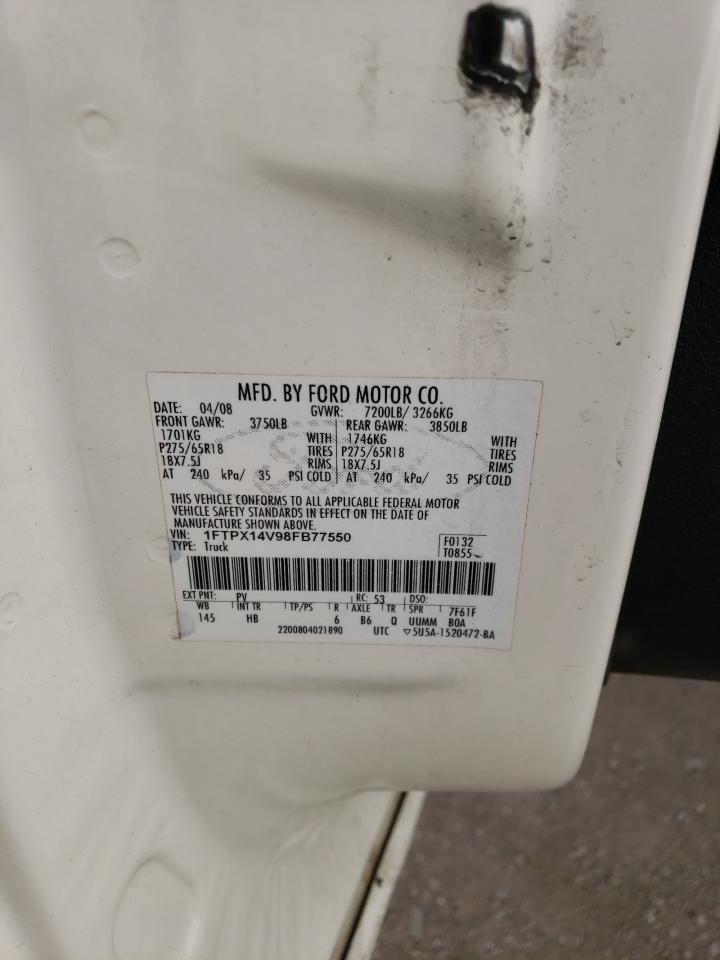 MFD. BY FORD MOTOR CO.
DATE: 04/08 GVWR: 7200LB/ 3266KG
FRONT GAWR: 3750LB REAR GAWR: 3850LB
1701KG WITH 1746KG WITH
P275/65R18 TIRES P275/65R18 TIRES
18X7.5J RIMS 18X7.5J RIMS
AT 240 kPa/ 35 PSI COLD AT 240 kPa/ 35 PSI COLD
THIS VEHICLE CONFORMS TO ALL APPLICABLE FEDERAL MOTOR
VEHICLE SAFETY STANDARDS IN EFFECT ON THE DATE OF
MANUFACTURE SHOWN ABOVE.
VIN: 1FTPX14V98FB77550 F0132
TYPE: Truck T0855
EXT PNT: PV RC: 53 DSO:
WB INT TR TP/PS R AXLE TR SPR 7F61F
145 HB 6 B6 Q UUMM BOA
2200804021890 UTC ▽5U5A-1520472-BA